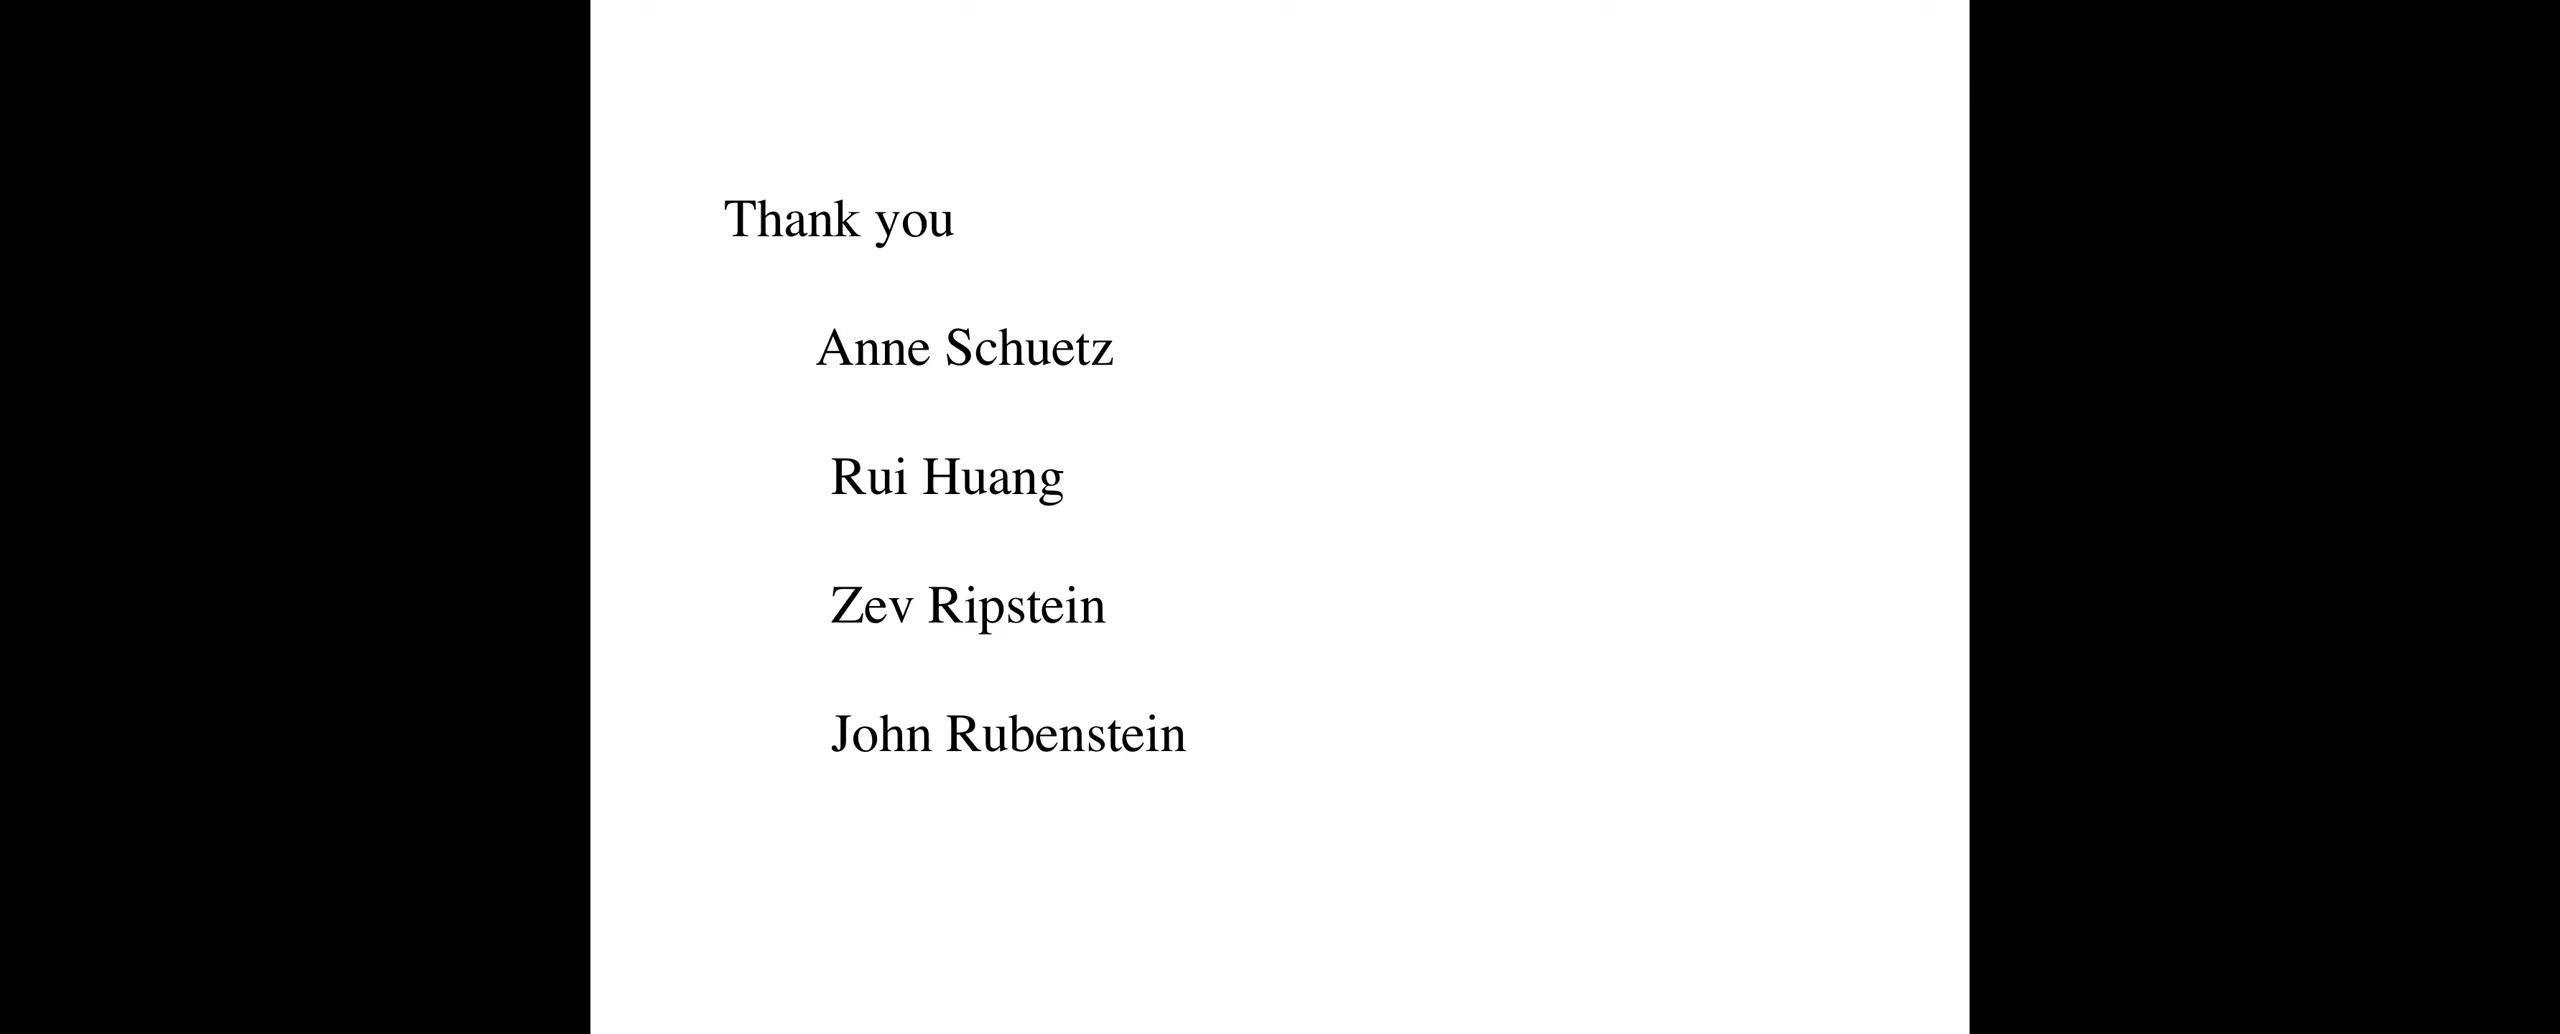 Thank you
Anne Schuetz
Rui Huang
Zev Ripstein
John Rubenstein